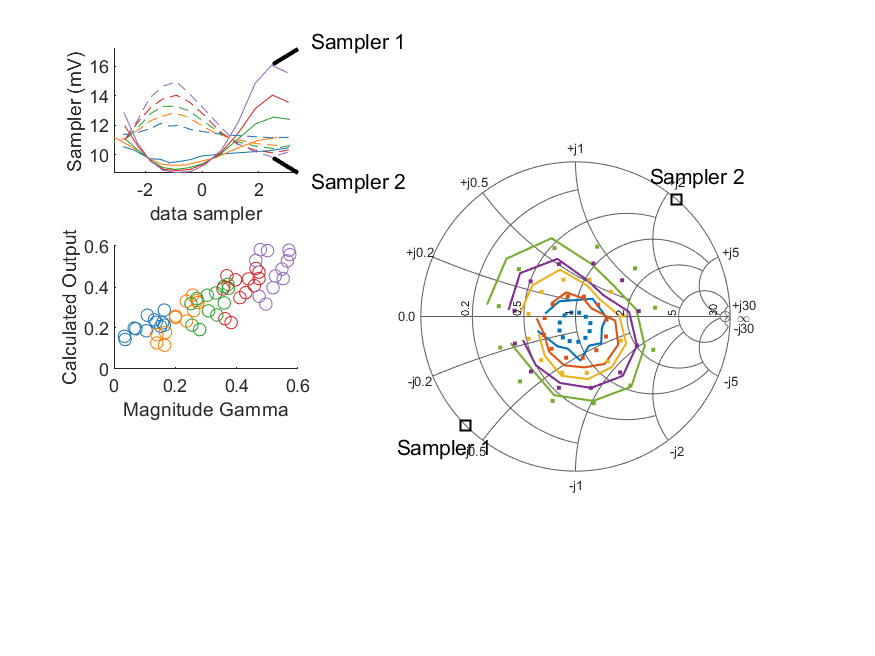 Sampler 1
Sampler (mV)
16
14
12
10
-2
0
2
data sampler
Sampler 2
Calculated Output
0.6
0.4
0.2
0
0
0.2
0.4
0.6
Magnitude Gamma
+j1
+j0.5
+j2
Sampler 2
+j0.2
+j5
0.0
0.2
0.5
1
2
5
30
+j30
∞
-j30
-j0.2
-j5
Sampler 1
-j0.5
-j2
-j1